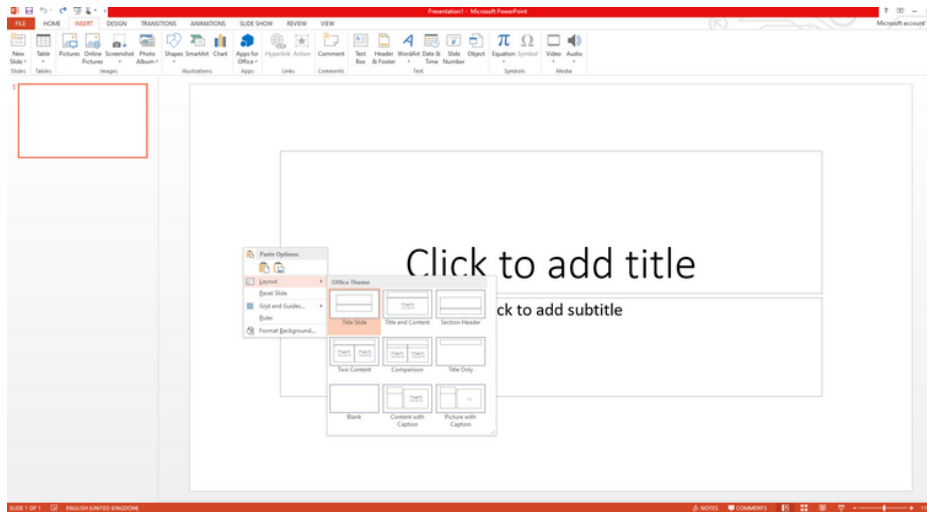 Presentation1 - Microsoft PowerPoint
FILE HOME INSERT DESIGN TRANSITIONS ANIMATIONS SLIDE SHOW REVIEW VIEW Microsoft account
New Slide Table Pictures Online Pictures Screenshot Photo Album Shapes SmartArt Chart Apps for Office Hyperlink Action Comment Text Box Header & Footer WordArt Date & Time Slide Number Object Equation Symbol Video Audio
Slides Tables Images Illustrations Apps Links Comments Text Symbols Media
1
Click to add title
ck to add subtitle
Paste Options:
Layout
Reset Slide
Grid and Guides...
Ruler
Format Background...
Office Theme
Title Slide Title and Content Section Header
Two Content Comparison Title Only
Blank Content with Caption Picture with Caption
SLIDE 1 OF 1 ENGLISH (UNITED KINGDOM) NOTES COMMENTS